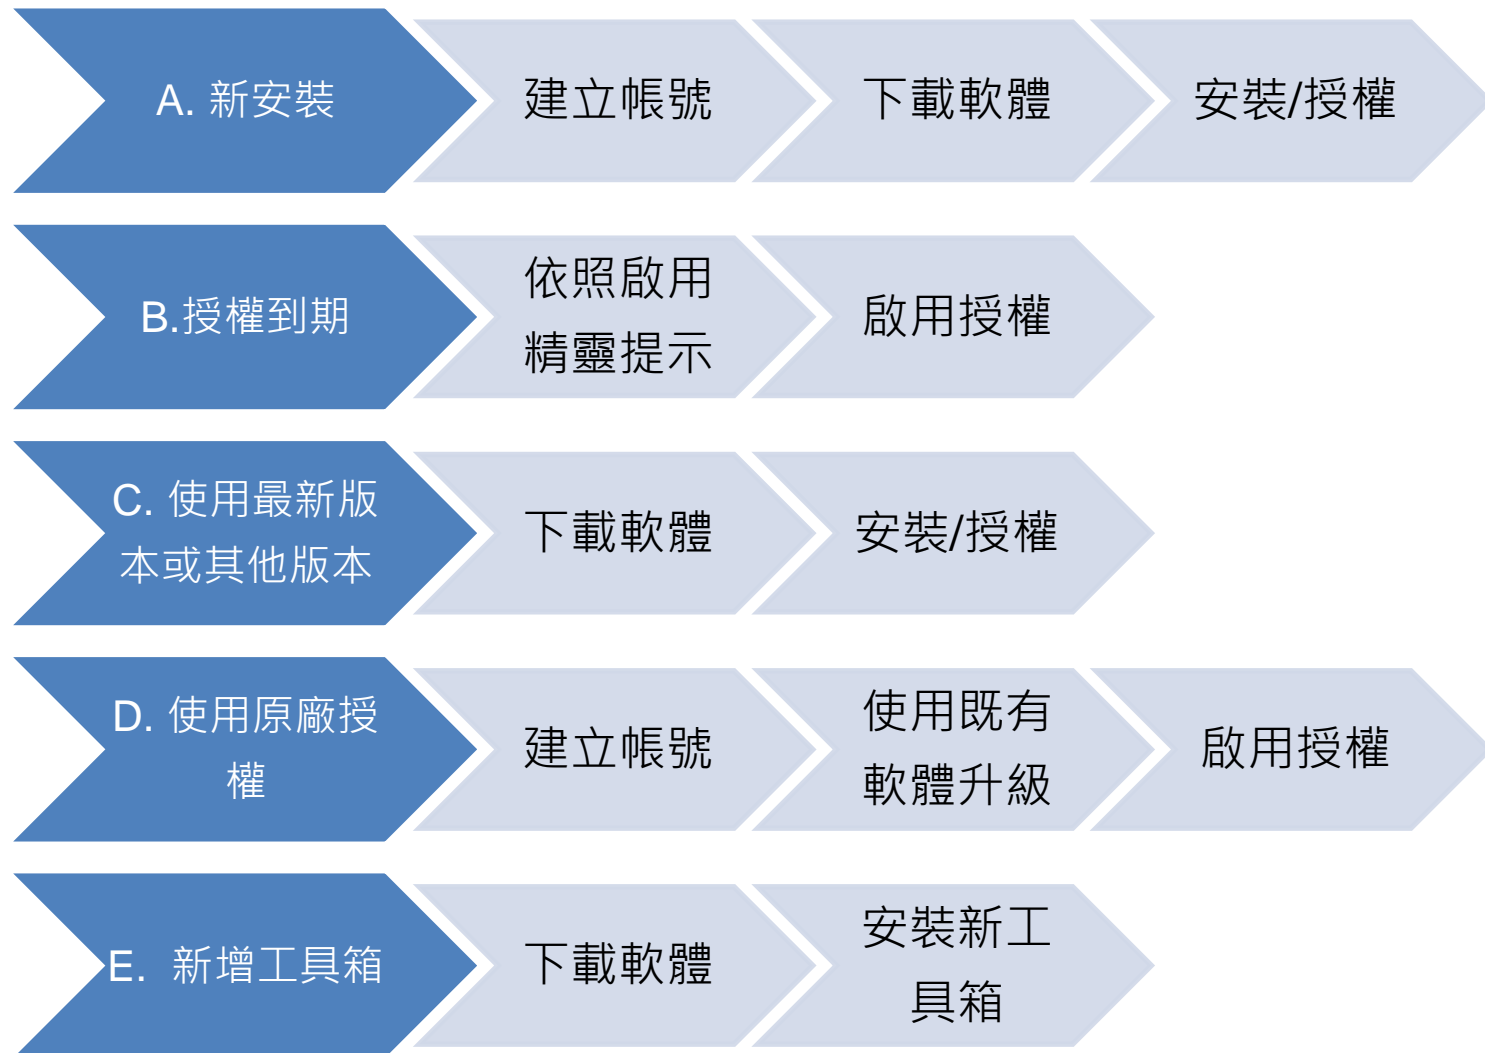 A. 新安裝
建立帳號
下載軟體
安裝/授權
B.授權到期
依照啟用
精靈提示
啟用授權
C. 使用最新版
本或其他版本
下載軟體
安裝/授權
D. 使用原廠授
權
建立帳號
使用既有
軟體升級
啟用授權
E. 新增工具箱
下載軟體
安裝新工
具箱